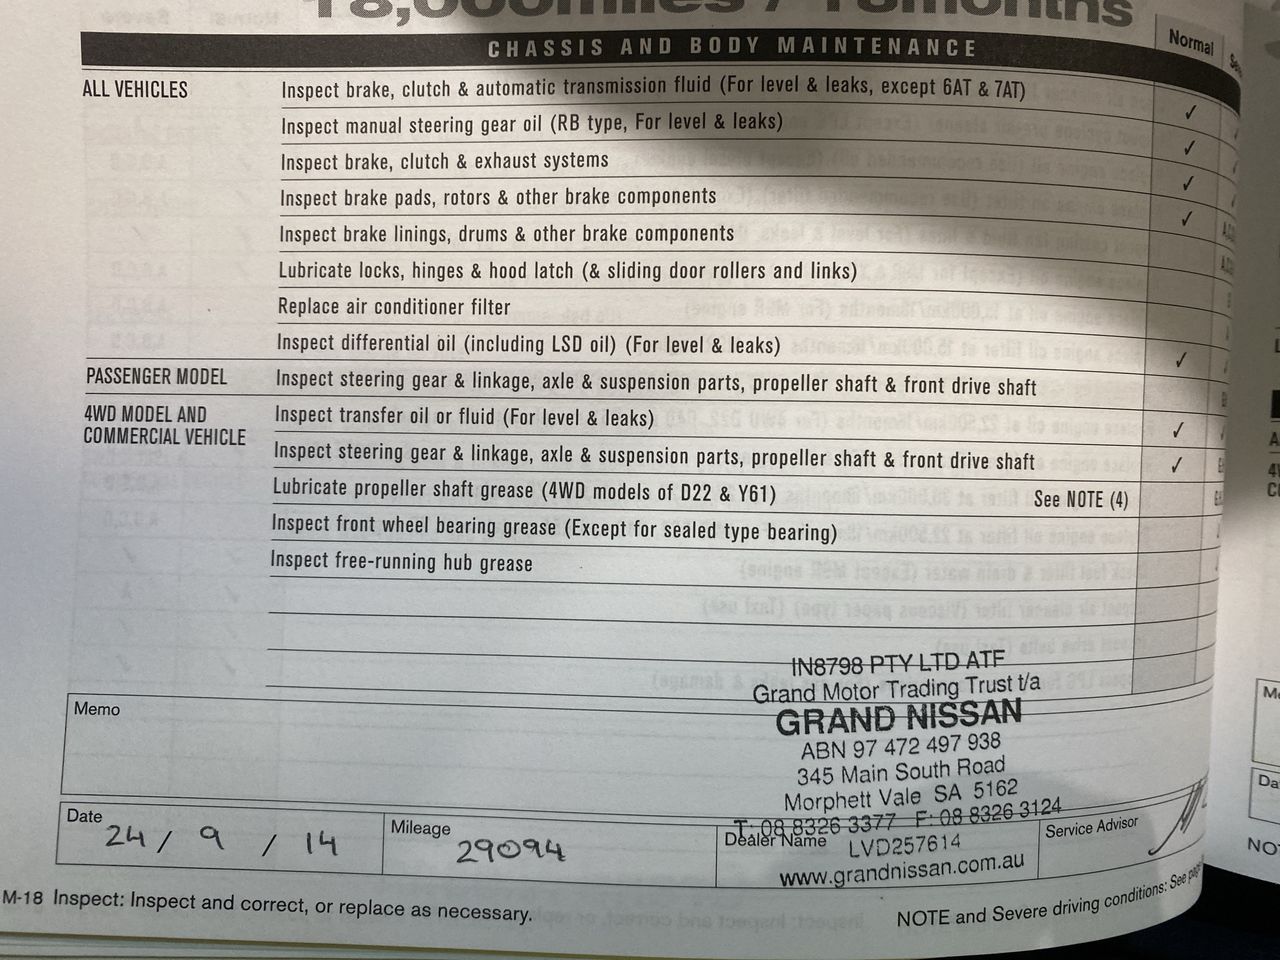 18,000miles / 18months
CHASSIS AND BODY MAINTENANCE
Normal
ALL VEHICLES
Inspect brake, clutch & automatic transmission fluid (For level & leaks, except 6AT & 7AT) ✓
Inspect manual steering gear oil (RB type, For level & leaks) ✓
Inspect brake, clutch & exhaust systems ✓
Inspect brake pads, rotors & other brake components ✓
Inspect brake linings, drums & other brake components
Lubricate locks, hinges & hood latch (& sliding door rollers and links)
Replace air conditioner filter
Inspect differential oil (including LSD oil) (For level & leaks) ✓
PASSENGER MODEL
Inspect steering gear & linkage, axle & suspension parts, propeller shaft & front drive shaft
4WD MODEL AND
COMMERCIAL VEHICLE
Inspect transfer oil or fluid (For level & leaks) ✓
Inspect steering gear & linkage, axle & suspension parts, propeller shaft & front drive shaft ✓
Lubricate propeller shaft grease (4WD models of D22 & Y61) See NOTE (4)
Inspect front wheel bearing grease (Except for sealed type bearing)
Inspect free-running hub grease
IN8798 PTY LTD ATF
Grand Motor Trading Trust t/a
GRAND NISSAN
ABN 97 472 497 938
345 Main South Road
Morphett Vale SA 5162
T: 08 8326 3377 F: 08 8326 3124
LVD257614
www.grandnissan.com.au
Memo
Date
24 / 9 / 14
Mileage
29094
Dealer Name
Service Advisor
M-18 Inspect: Inspect and correct, or replace as necessary.
NOTE and Severe driving conditions: See